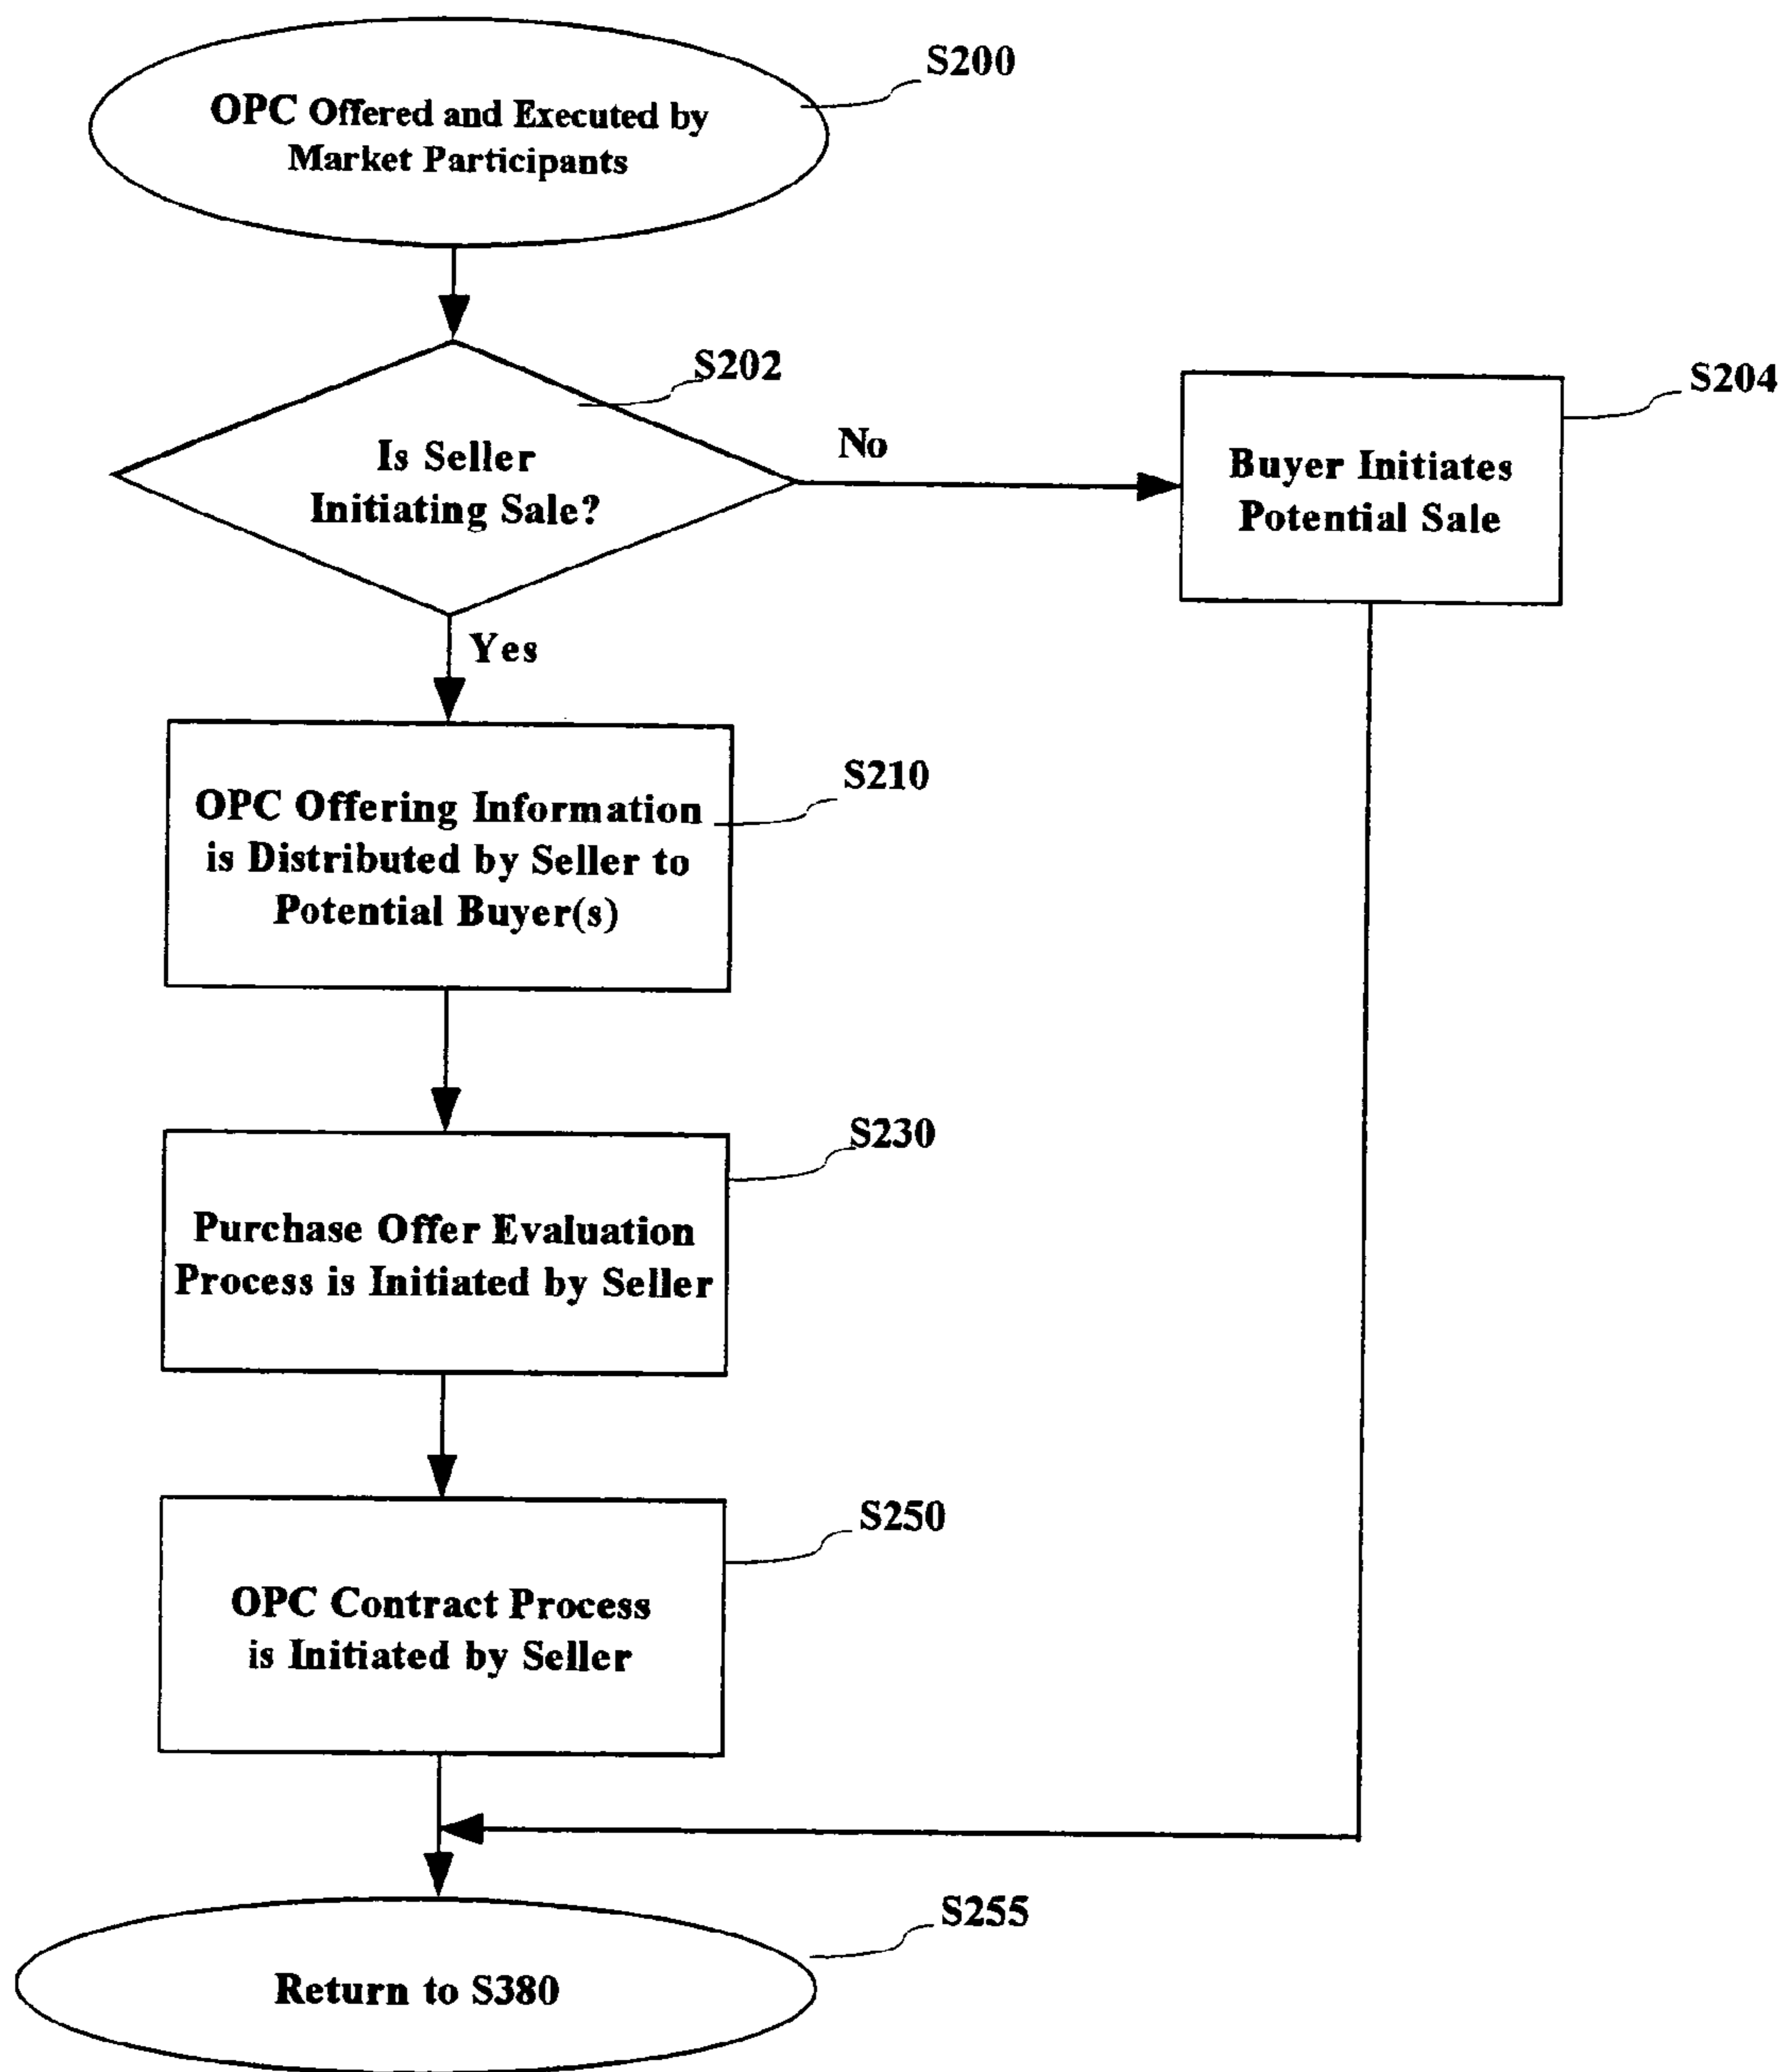 S200
OPC Offered and Executed by
Market Participants
S202
Is Seller
Initiating Sale?
No
S204
Buyer Initiates
Potential Sale
Yes
S210
OPC Offering Information
is Distributed by Seller to
Potential Buyer(s)
S230
Purchase Offer Evaluation
Process is Initiated by Seller
S250
OPC Contract Process
is Initiated by Seller
S255
Return to S380